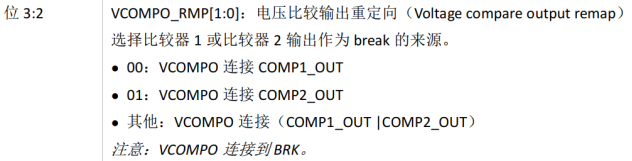 位 3:2 VCOMPO_RMP[1:0]：电压比较输出重定向（Voltage compare output remap）
选择比较器 1 或比较器 2 输出作为 break 的来源。
● 00：VCOMPO 连接 COMP1_OUT
● 01：VCOMPO 连接 COMP2_OUT
● 其他：VCOMPO 连接（COMP1_OUT |COMP2_OUT）
注意：VCOMPO 连接到 BRK。